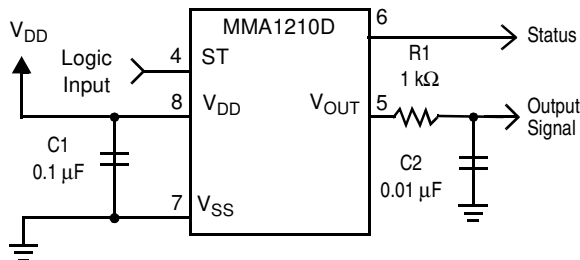 MMA1210D
V_DD
Logic
Input
4
ST
6
Status
R1
1 kΩ
8
V_DD
V_OUT
5
Output
Signal
C1
0.1 μF
C2
0.01 μF
7
V_SS